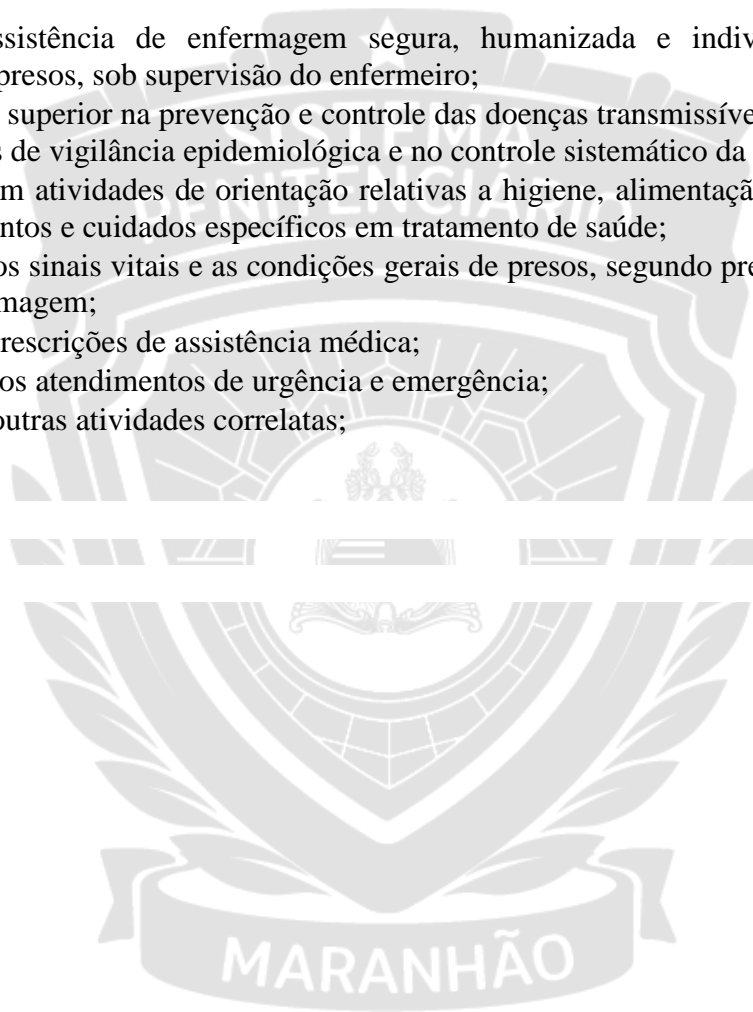 ssistência de enfermagem segura, humanizada e indiv
presos, sob supervisão do enfermeiro;
superior na prevenção e controle das doenças transmissíve
s de vigilância epidemiológica e no controle sistemático da
m atividades de orientação relativas a higiene, alimentaçã
ntos e cuidados específicos em tratamento de saúde;
os sinais vitais e as condições gerais de presos, segundo pre
magem;
rescrições de assistência médica;
os atendimentos de urgência e emergência;
outras atividades correlatas;
SISTEMA
PENITENCIÁRIO
MARANHÃO